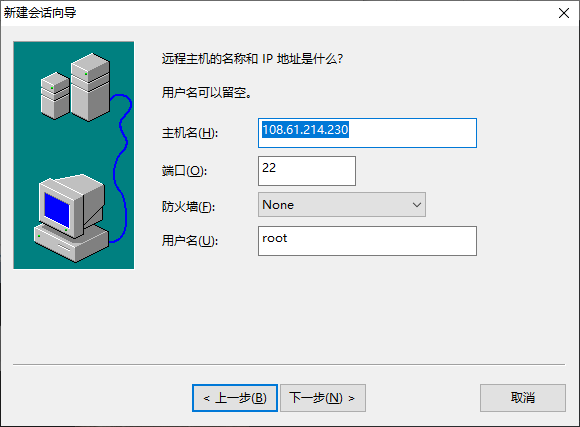 新建会话向导
远程主机的名称和 IP 地址是什么?
用户名可以留空。
主机名(H): 108.61.214.230
端口(O): 22
防火墙(F): None
用户名(U): root
< 上一步(B) 下一步(N) > 取消